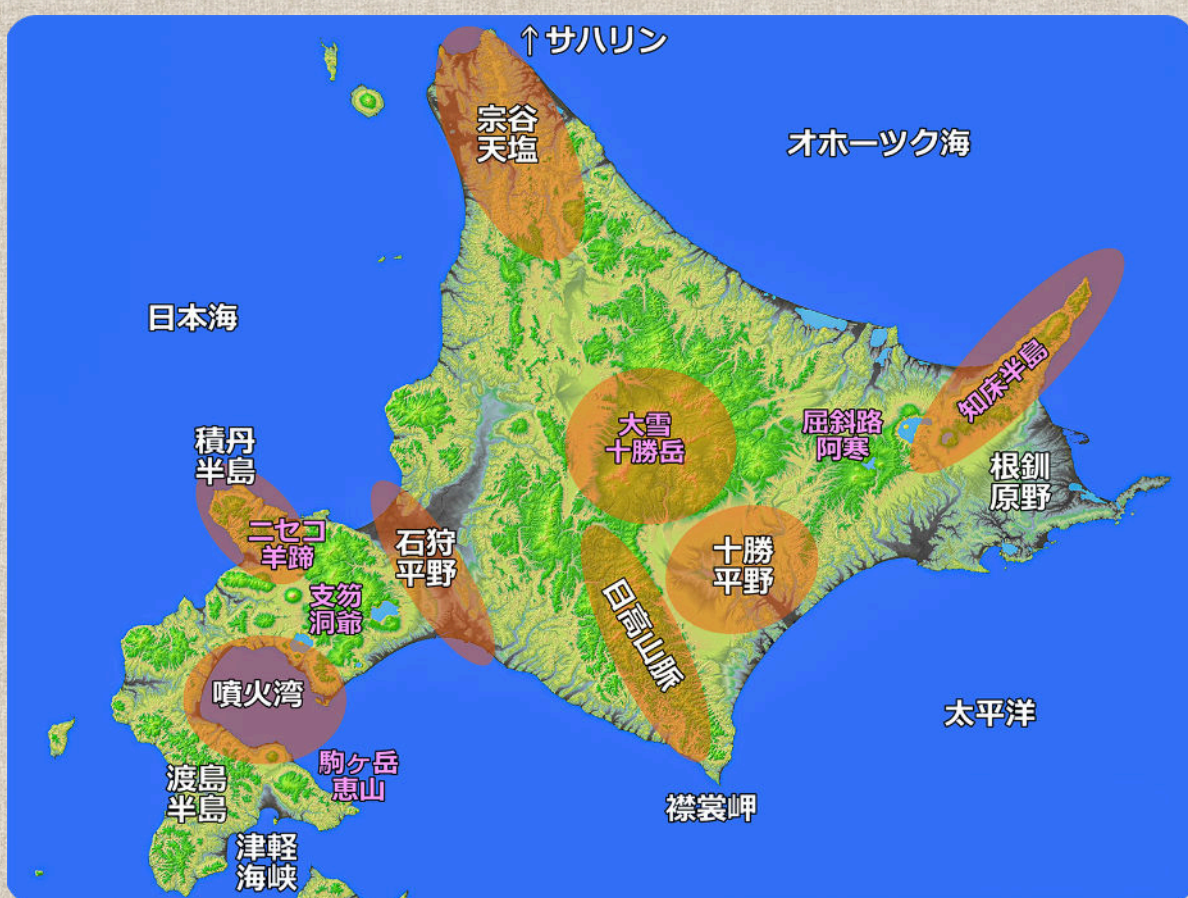 ↑サハリン
宗谷
天塩
オホーツク海
日本海
知床半島
大雪
十勝岳
屈斜路
阿寒
積丹
半島
根釧
原野
ニセコ
羊蹄
石狩
平野
十勝
平野
支笏
洞爺
日高山脈
噴火湾
太平洋
駒ヶ岳
恵山
渡島
半島
襟裳岬
津軽
海峡